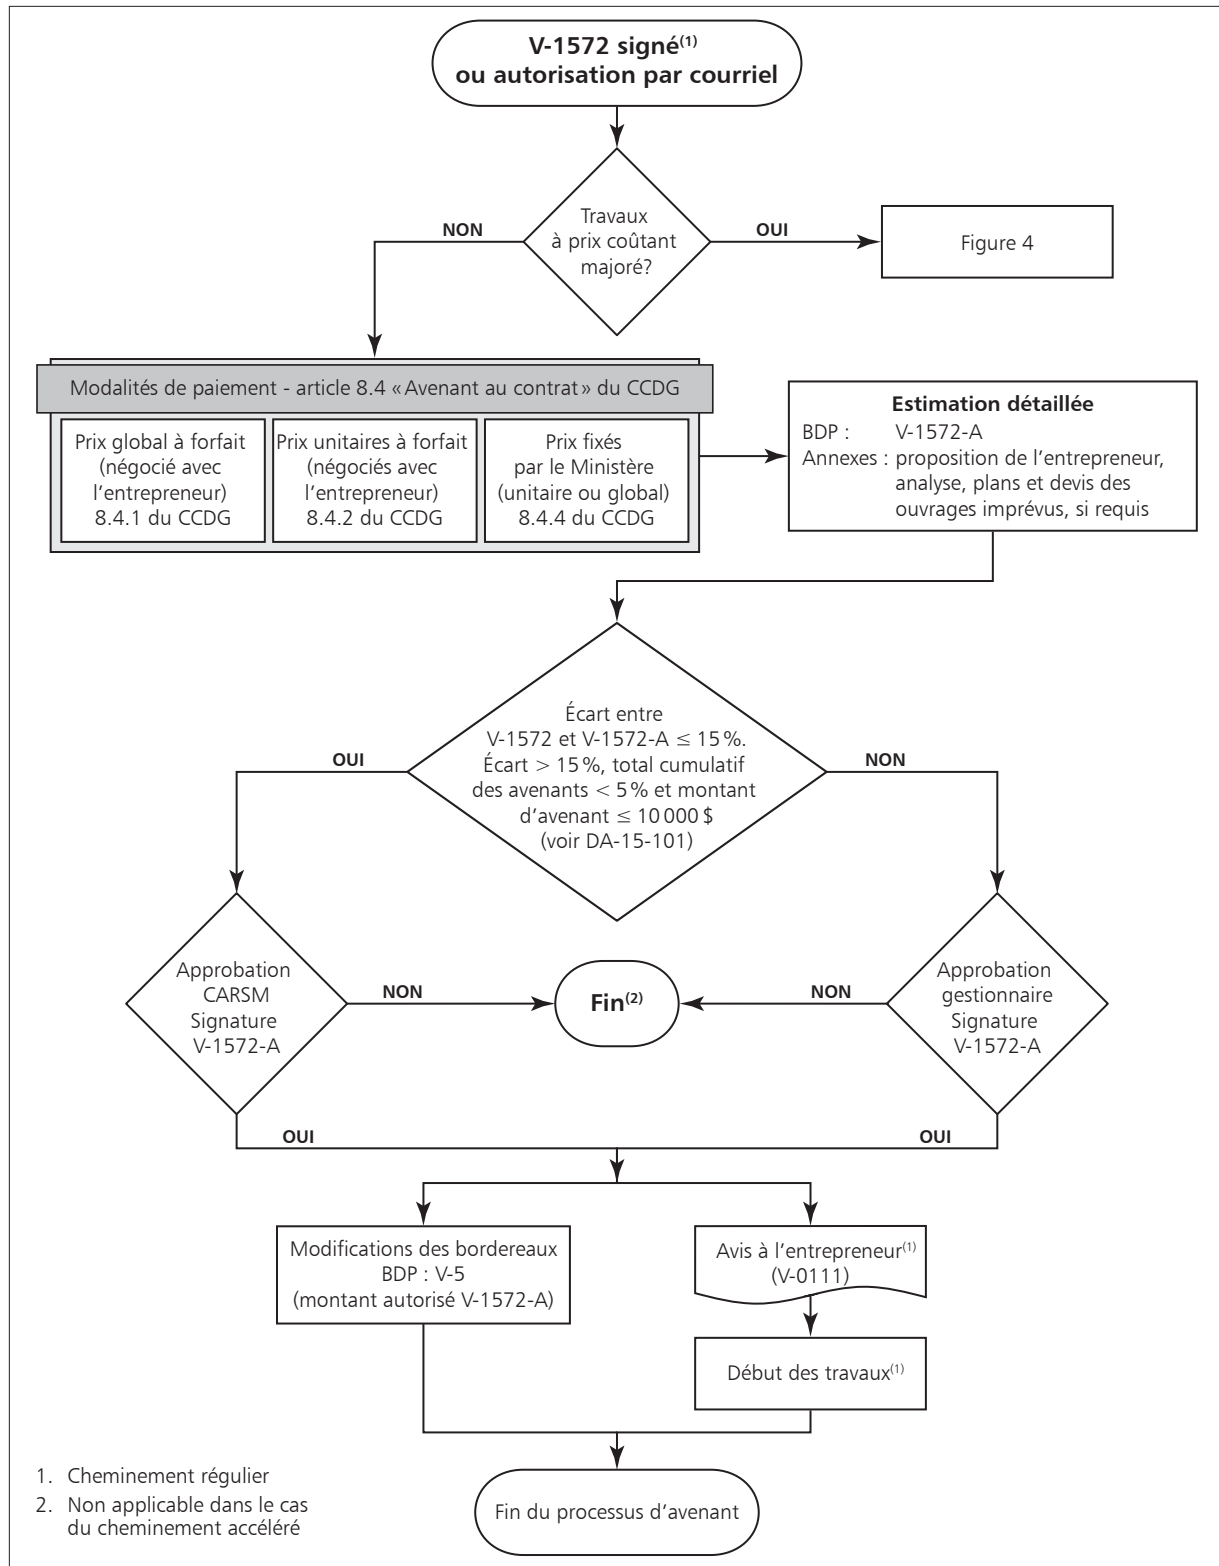 V-1572 signé(1)
ou autorisation par courriel
Travaux
à prix coûtant
majoré?
NON
OUI
Figure 4
Modalités de paiement - article 8.4 « Avenant au contrat » du CCDG
Prix global à forfait
(négocié avec
l'entrepreneur)
8.4.1 du CCDG
Prix unitaires à forfait
(négociés avec
l'entrepreneur)
8.4.2 du CCDG
Prix fixés
par le Ministère
(unitaire ou global)
8.4.4 du CCDG
Estimation détaillée
BDP : V-1572-A
Annexes : proposition de l'entrepreneur,
analyse, plans et devis des
ouvrages imprévus, si requis
Écart entre
V-1572 et V-1572-A ≤ 15 %.
Écart > 15 %, total cumulatif
des avenants < 5 % et montant
d'avenant ≤ 10 000 $
(voir DA-15-101)
OUI
NON
Approbation
CARSM
Signature
V-1572-A
NON
Fin(2)
NON
Approbation
gestionnaire
Signature
V-1572-A
OUI
OUI
Modifications des bordereaux
BDP : V-5
(montant autorisé V-1572-A)
Avis à l'entrepreneur(1)
(V-0111)
Début des travaux(1)
Fin du processus d'avenant
1. Cheminement régulier
2. Non applicable dans le cas
du cheminement accéléré